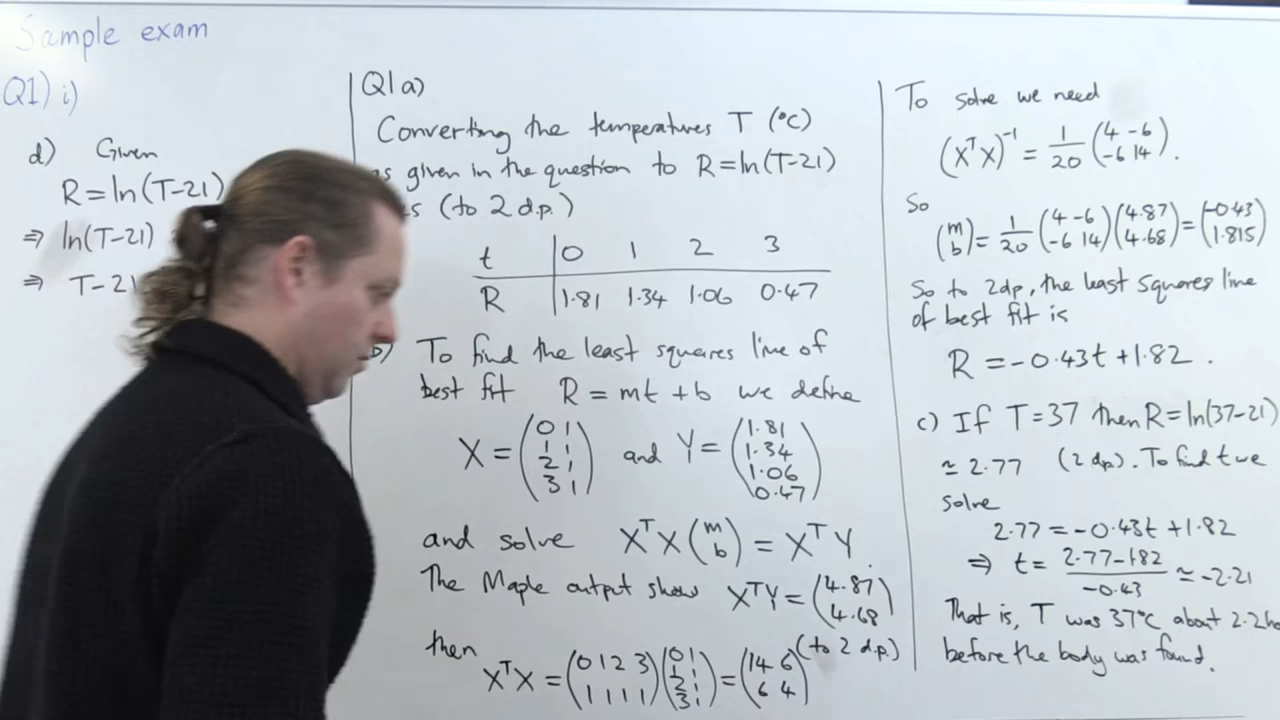 Sample exam
Q1) i)
d) Given
R = ln(T-21)
⇒ ln(T-21)
⇒ T-21
Q1a)
Converting the temperatures T (°C)
as given in the question to R = ln(T-21)
(to 2 d.p.)
t 0 1 2 3
R 1.81 1.34 1.06 0.47
b) To find the least squares line of
best fit R = mt + b we define
X = (0 1; 1 1; 2 1; 3 1) and Y = (1.81; 1.34; 1.06; 0.47)
and solve XᵀX (m; b) = XᵀY.
The Maple output show XᵀY = (4.87; 4.68)
(to 2 d.p.)
then
XᵀX = (0 1 2 3; 1 1 1 1)(0 1; 1 1; 2 1; 3 1) = (14 6; 6 4)
To solve we need
(XᵀX)⁻¹ = 1/20 (4 -6; -6 14).
So
(m; b) = 1/20 (4 -6; -6 14)(4.87; 4.68) = (-0.43; 1.815)
So to 2dp, the least squares line
of best fit is
R = -0.43t + 1.82.
c) If T = 37 then R = ln(37-21)
≃ 2.77 (2 dp). To find t we
solve
2.77 = -0.43t + 1.82
⇒ t = 2.77-1.82/-0.43 ≃ -2.21
That is, T was 37°C about 2.2
before the body was found.